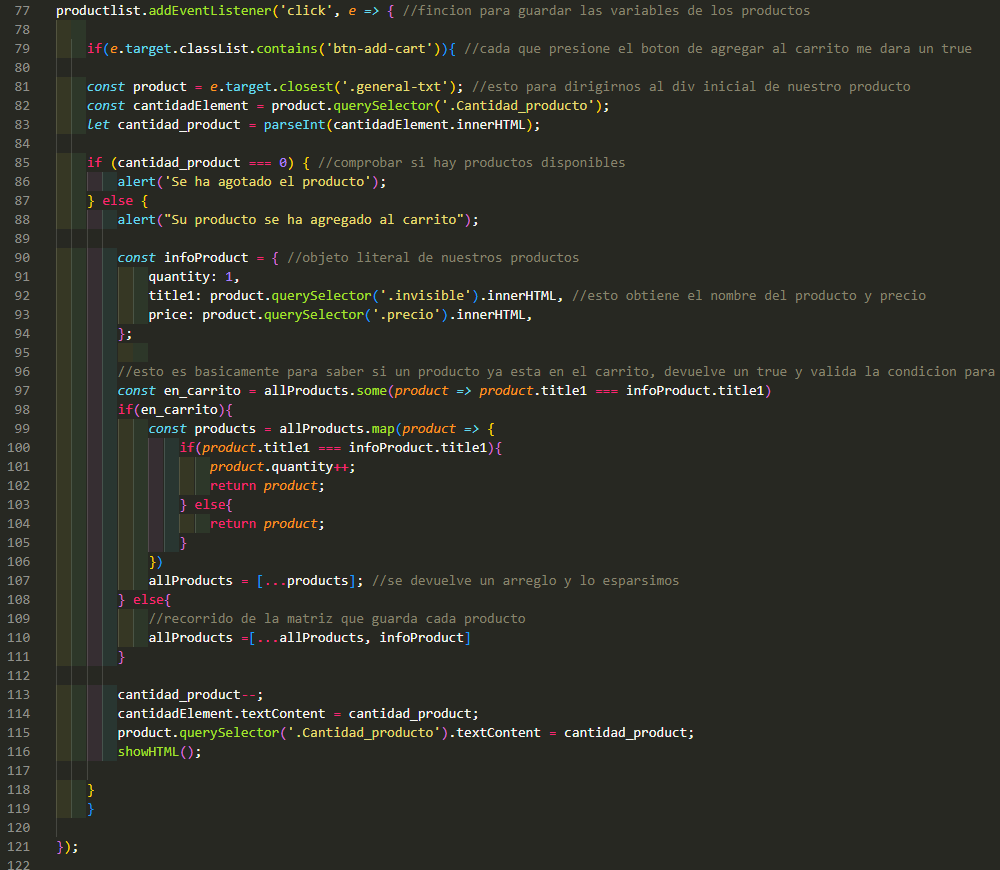 77 productlist.addEventListener('click', e => { //fincion para guardar las variables de los productos
78
79 if(e.target.classList.contains('btn-add-cart')){ //cada que presione el boton de agregar al carrito me dara un true
80
81 const product = e.target.closest('.general-txt'); //esto para dirigirnos al div inicial de nuestro producto
82 const cantidadElement = product.querySelector('.Cantidad_producto');
83 let cantidad_product = parseInt(cantidadElement.innerHTML);
84
85 if (cantidad_product === 0) { //comprobar si hay productos disponibles
86 alert('Se ha agotado el producto');
87 } else {
88 alert("Su producto se ha agregado al carrito");
89
90 const infoProduct = { //objeto literal de nuestros productos
91 quantity: 1,
92 title1: product.querySelector('.invisible').innerHTML, //esto obtiene el nombre del producto y precio
93 price: product.querySelector('.precio').innerHTML,
94 };
95
96 //esto es basicamente para saber si un producto ya esta en el carrito, devuelve un true y valida la condicion para
97 const en_carrito = allProducts.some(product => product.title1 === infoProduct.title1)
98 if(en_carrito){
99 const products = allProducts.map(product => {
100 if(product.title1 === infoProduct.title1){
101 product.quantity++;
102 return product;
103 } else{
104 return product;
105 }
106 })
107 allProducts = [...products]; //se devuelve un arreglo y lo esparsimos
108 } else{
109 //recorrido de la matriz que guarda cada producto
110 allProducts =[...allProducts, infoProduct]
111 }
112
113 cantidad_product--;
114 cantidadElement.textContent = cantidad_product;
115 product.querySelector('.Cantidad_producto').textContent = cantidad_product;
116 showHTML();
117
118 }
119 }
120
121 });
122